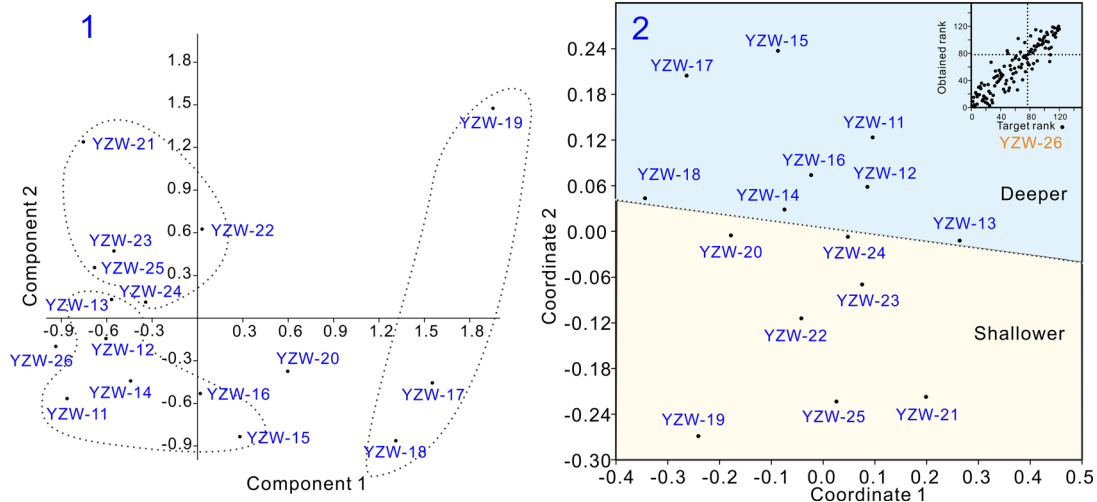 1
1.8
1.5
1.2
0.9
0.6
0.3
-0.3
-0.6
-0.9
-0.9
-0.6
-0.3
0.3
0.6
0.9
1.2
1.5
1.8
Component 2
Component 1
YZW-19
YZW-21
YZW-22
YZW-23
YZW-25
YZW-24
YZW-13
YZW-12
YZW-26
YZW-20
YZW-14
YZW-16
YZW-17
YZW-11
YZW-15
YZW-18
2
0.24
0.18
0.12
0.06
0.00
-0.06
-0.12
-0.18
-0.24
-0.30
-0.4
-0.3
-0.2
-0.1
0.0
0.1
0.2
0.3
0.4
0.5
Coordinate 2
Coordinate 1
YZW-15
YZW-17
YZW-11
YZW-16
YZW-12
YZW-18
YZW-14
YZW-26
Deeper
YZW-13
YZW-20
YZW-24
YZW-23
YZW-22
Shallower
YZW-19
YZW-25
YZW-21
Obtained rank
120
80
40
0
0
40
80
120
Target rank